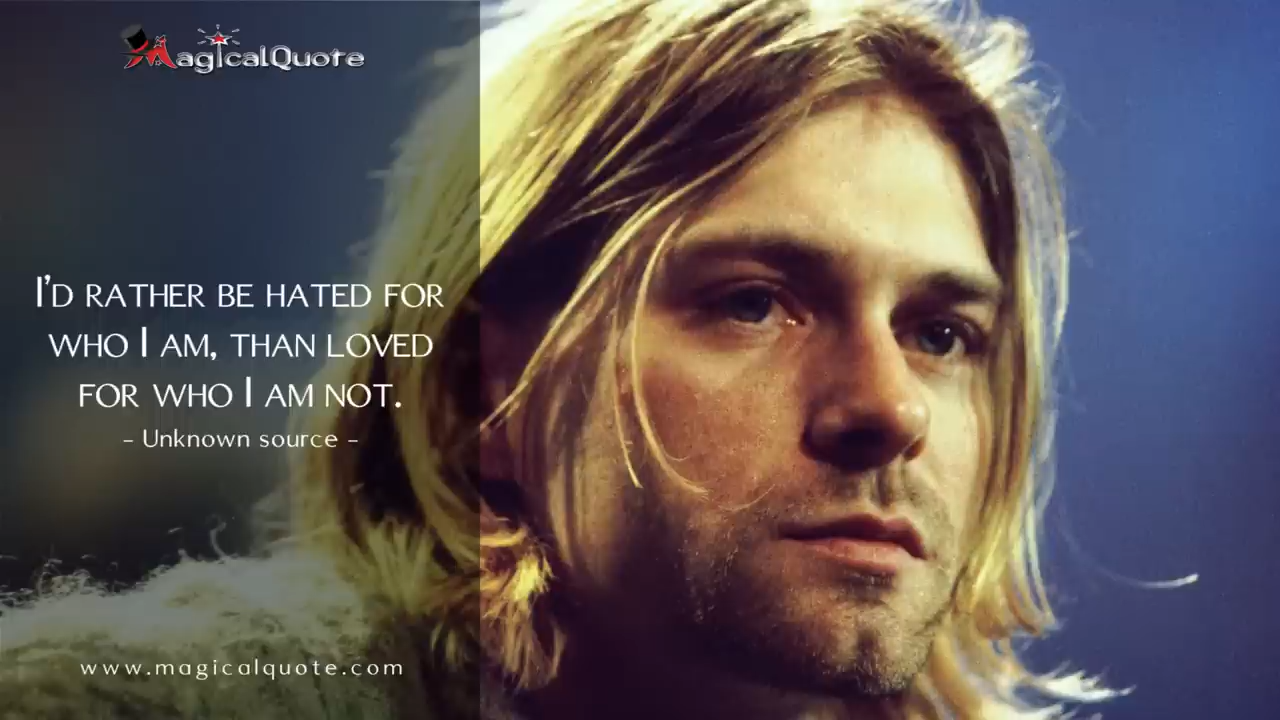 MagicalQuote
I'D RATHER BE HATED FOR
WHO I AM, THAN LOVED
FOR WHO I AM NOT.
– Unknown source –
www.magicalquote.com